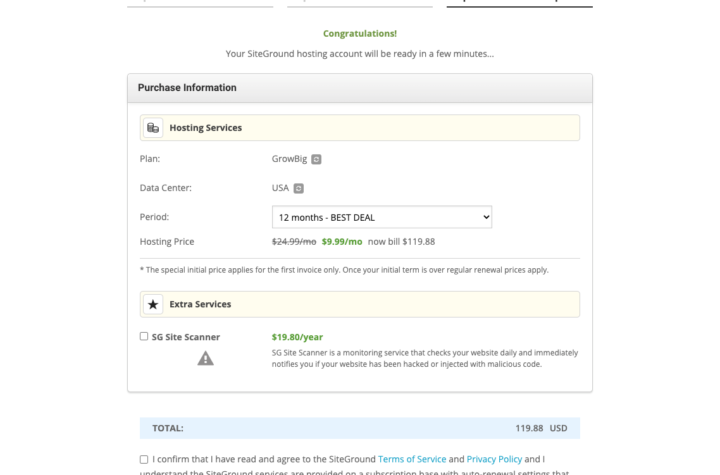 Congratulations!
Your SiteGround hosting account will be ready in a few minutes...
Purchase Information
Hosting Services
Plan: GrowBig
Data Center: USA
Period: 12 months - BEST DEAL
Hosting Price $24.99/mo $9.99/mo now bill $119.88
* The special initial price applies for the first invoice only. Once your initial term is over regular renewal prices apply.
Extra Services
SG Site Scanner $19.80/year
SG Site Scanner is a monitoring service that checks your website daily and immediately
notifies you if your website has been hacked or injected with malicious code.
TOTAL: 119.88 USD
I confirm that I have read and agree to the SiteGround Terms of Service and Privacy Policy and I
understand the SiteGround services are provided on a subscription base with auto-renewal settings that